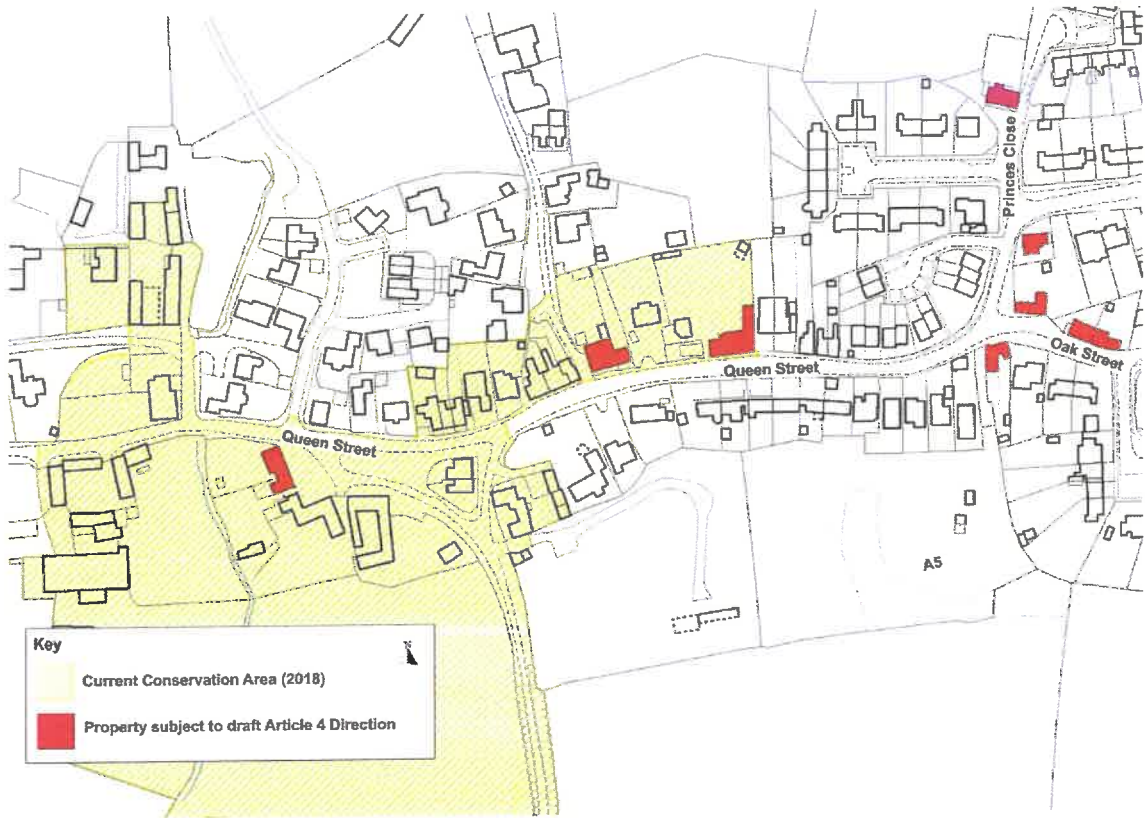 Princes Close
Oak Street
Queen Street
Queen Street
A5
Key
N
Current Conservation Area (2018)
Property subject to draft Article 4 Direction